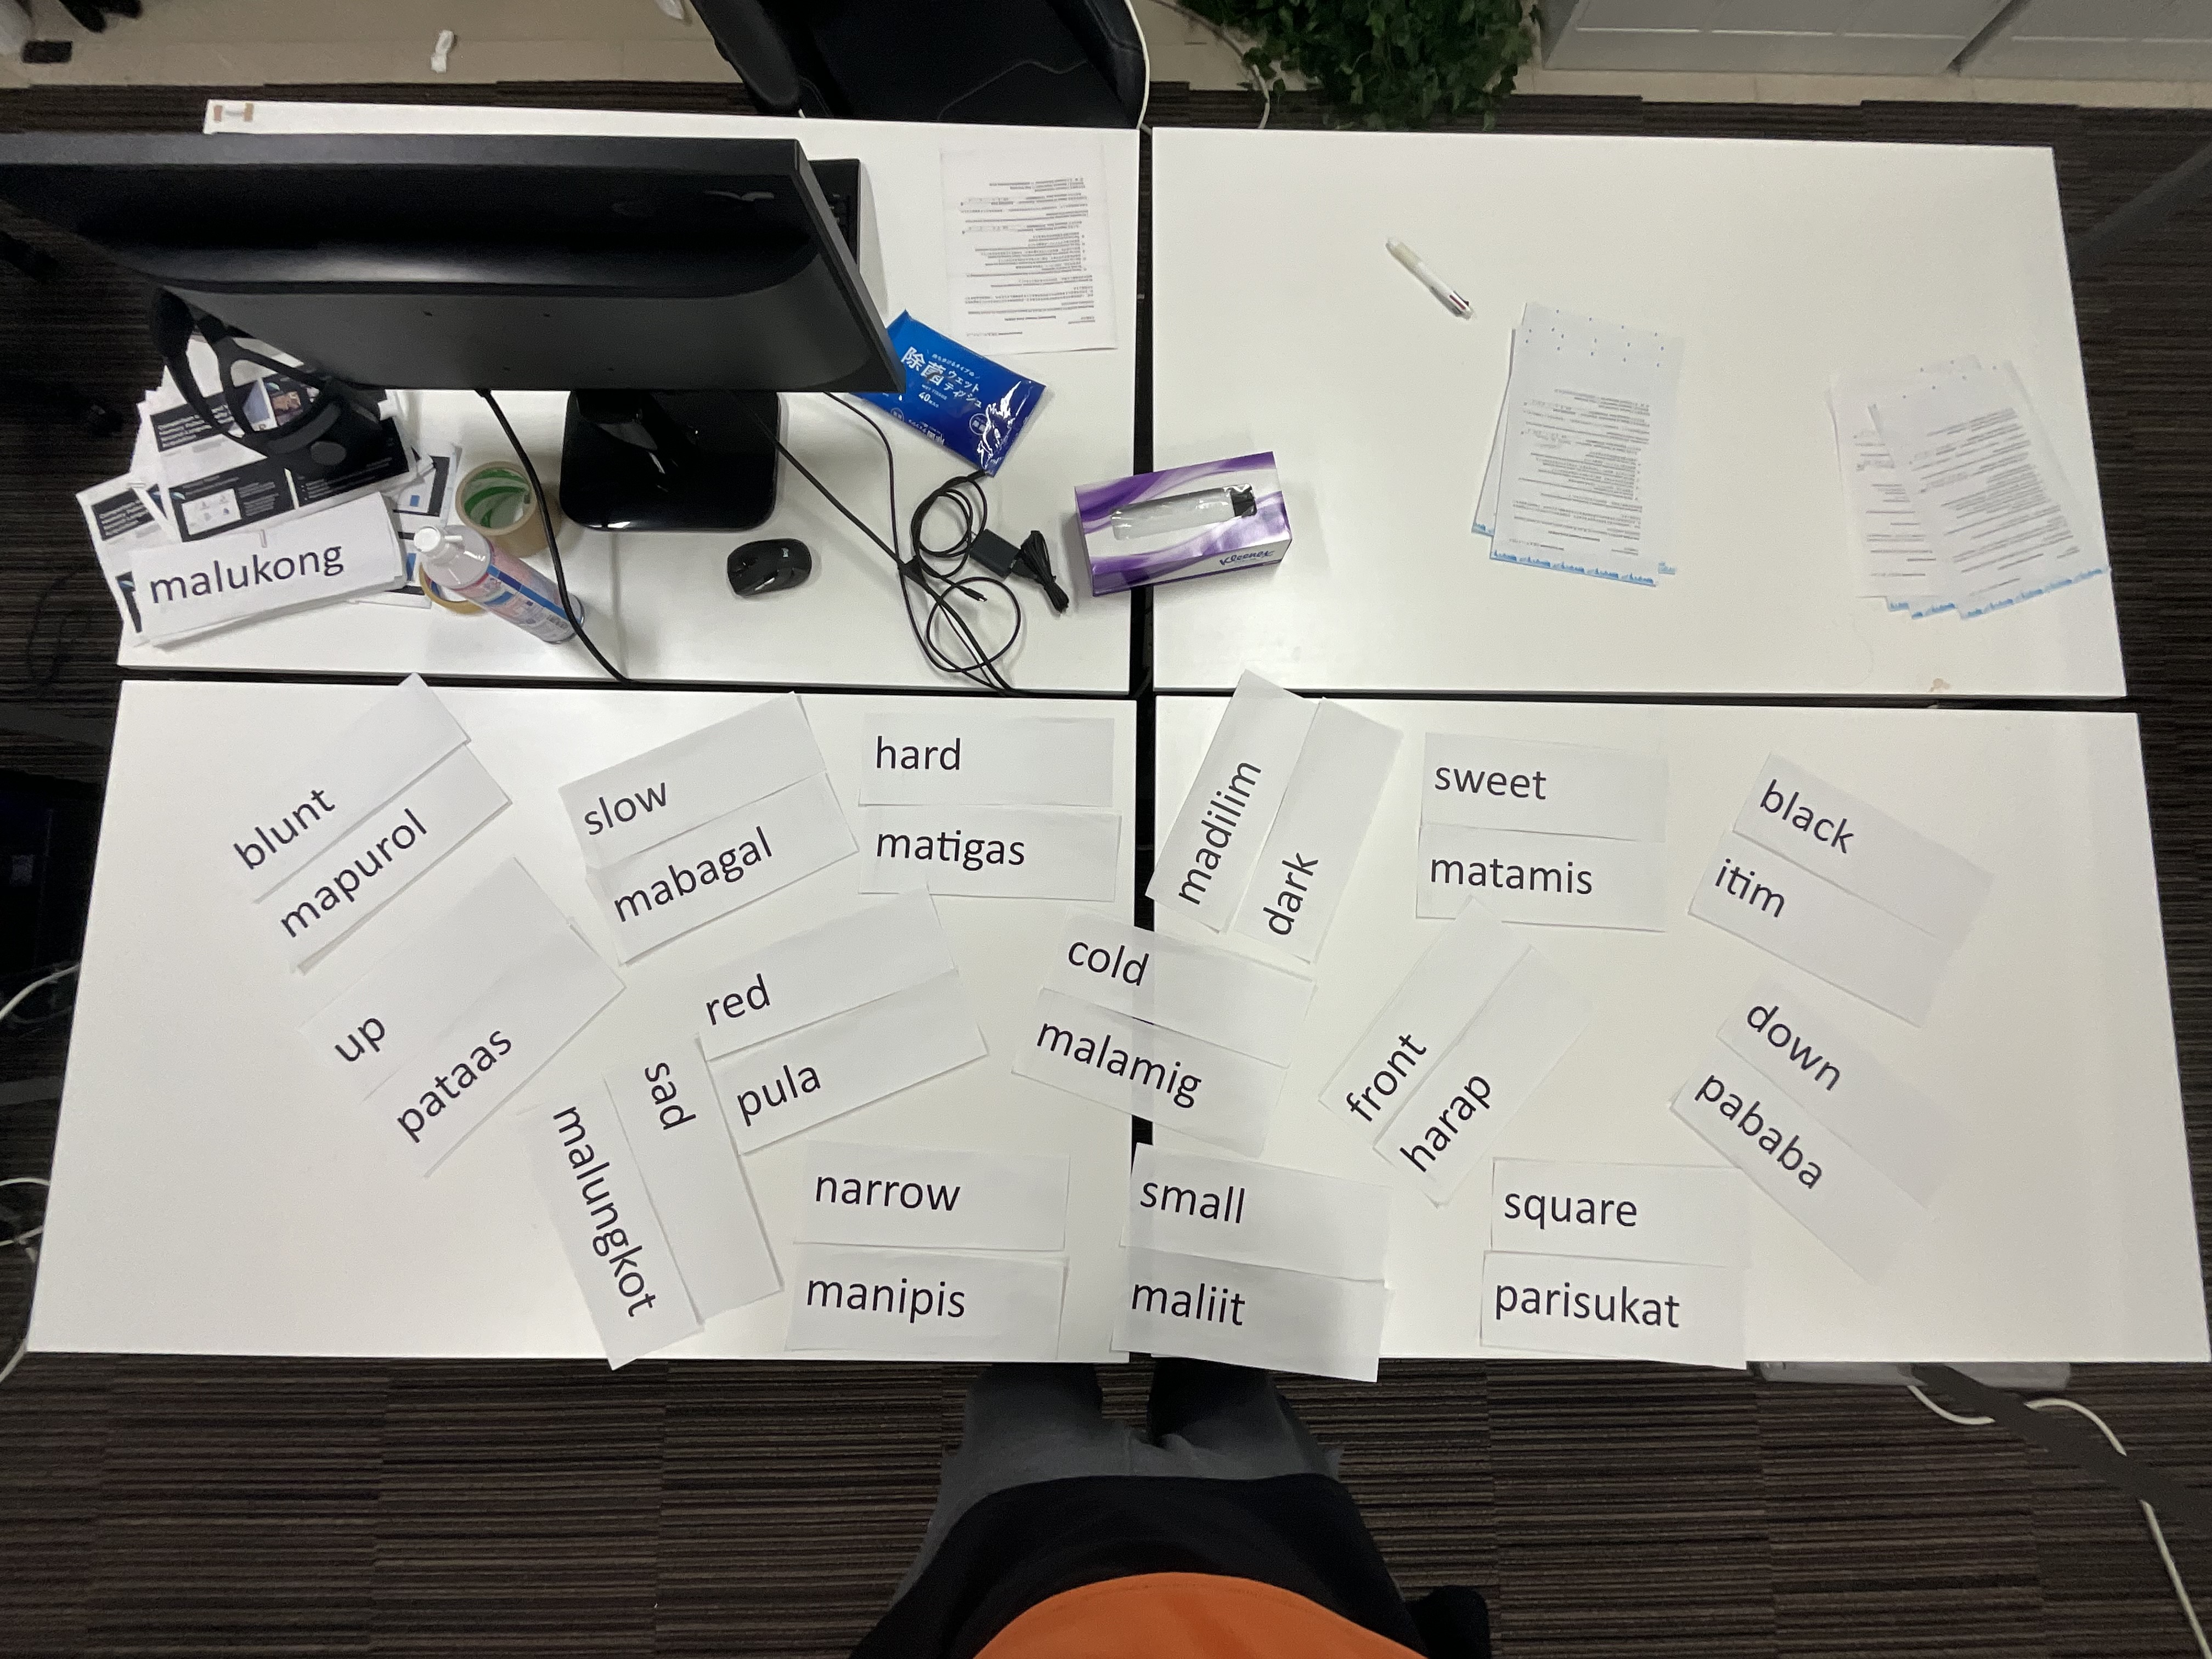 除菌ウェット
ティッシュ
Kleenex
malukong
blunt
mapurol
slow
mabagal
hard
matigas
madilim
dark
sweet
matamis
black
itim
up
pataas
red
pula
cold
malamig
front
harap
down
pababa
sad
malungkot
narrow
manipis
small
maliit
square
parisukat